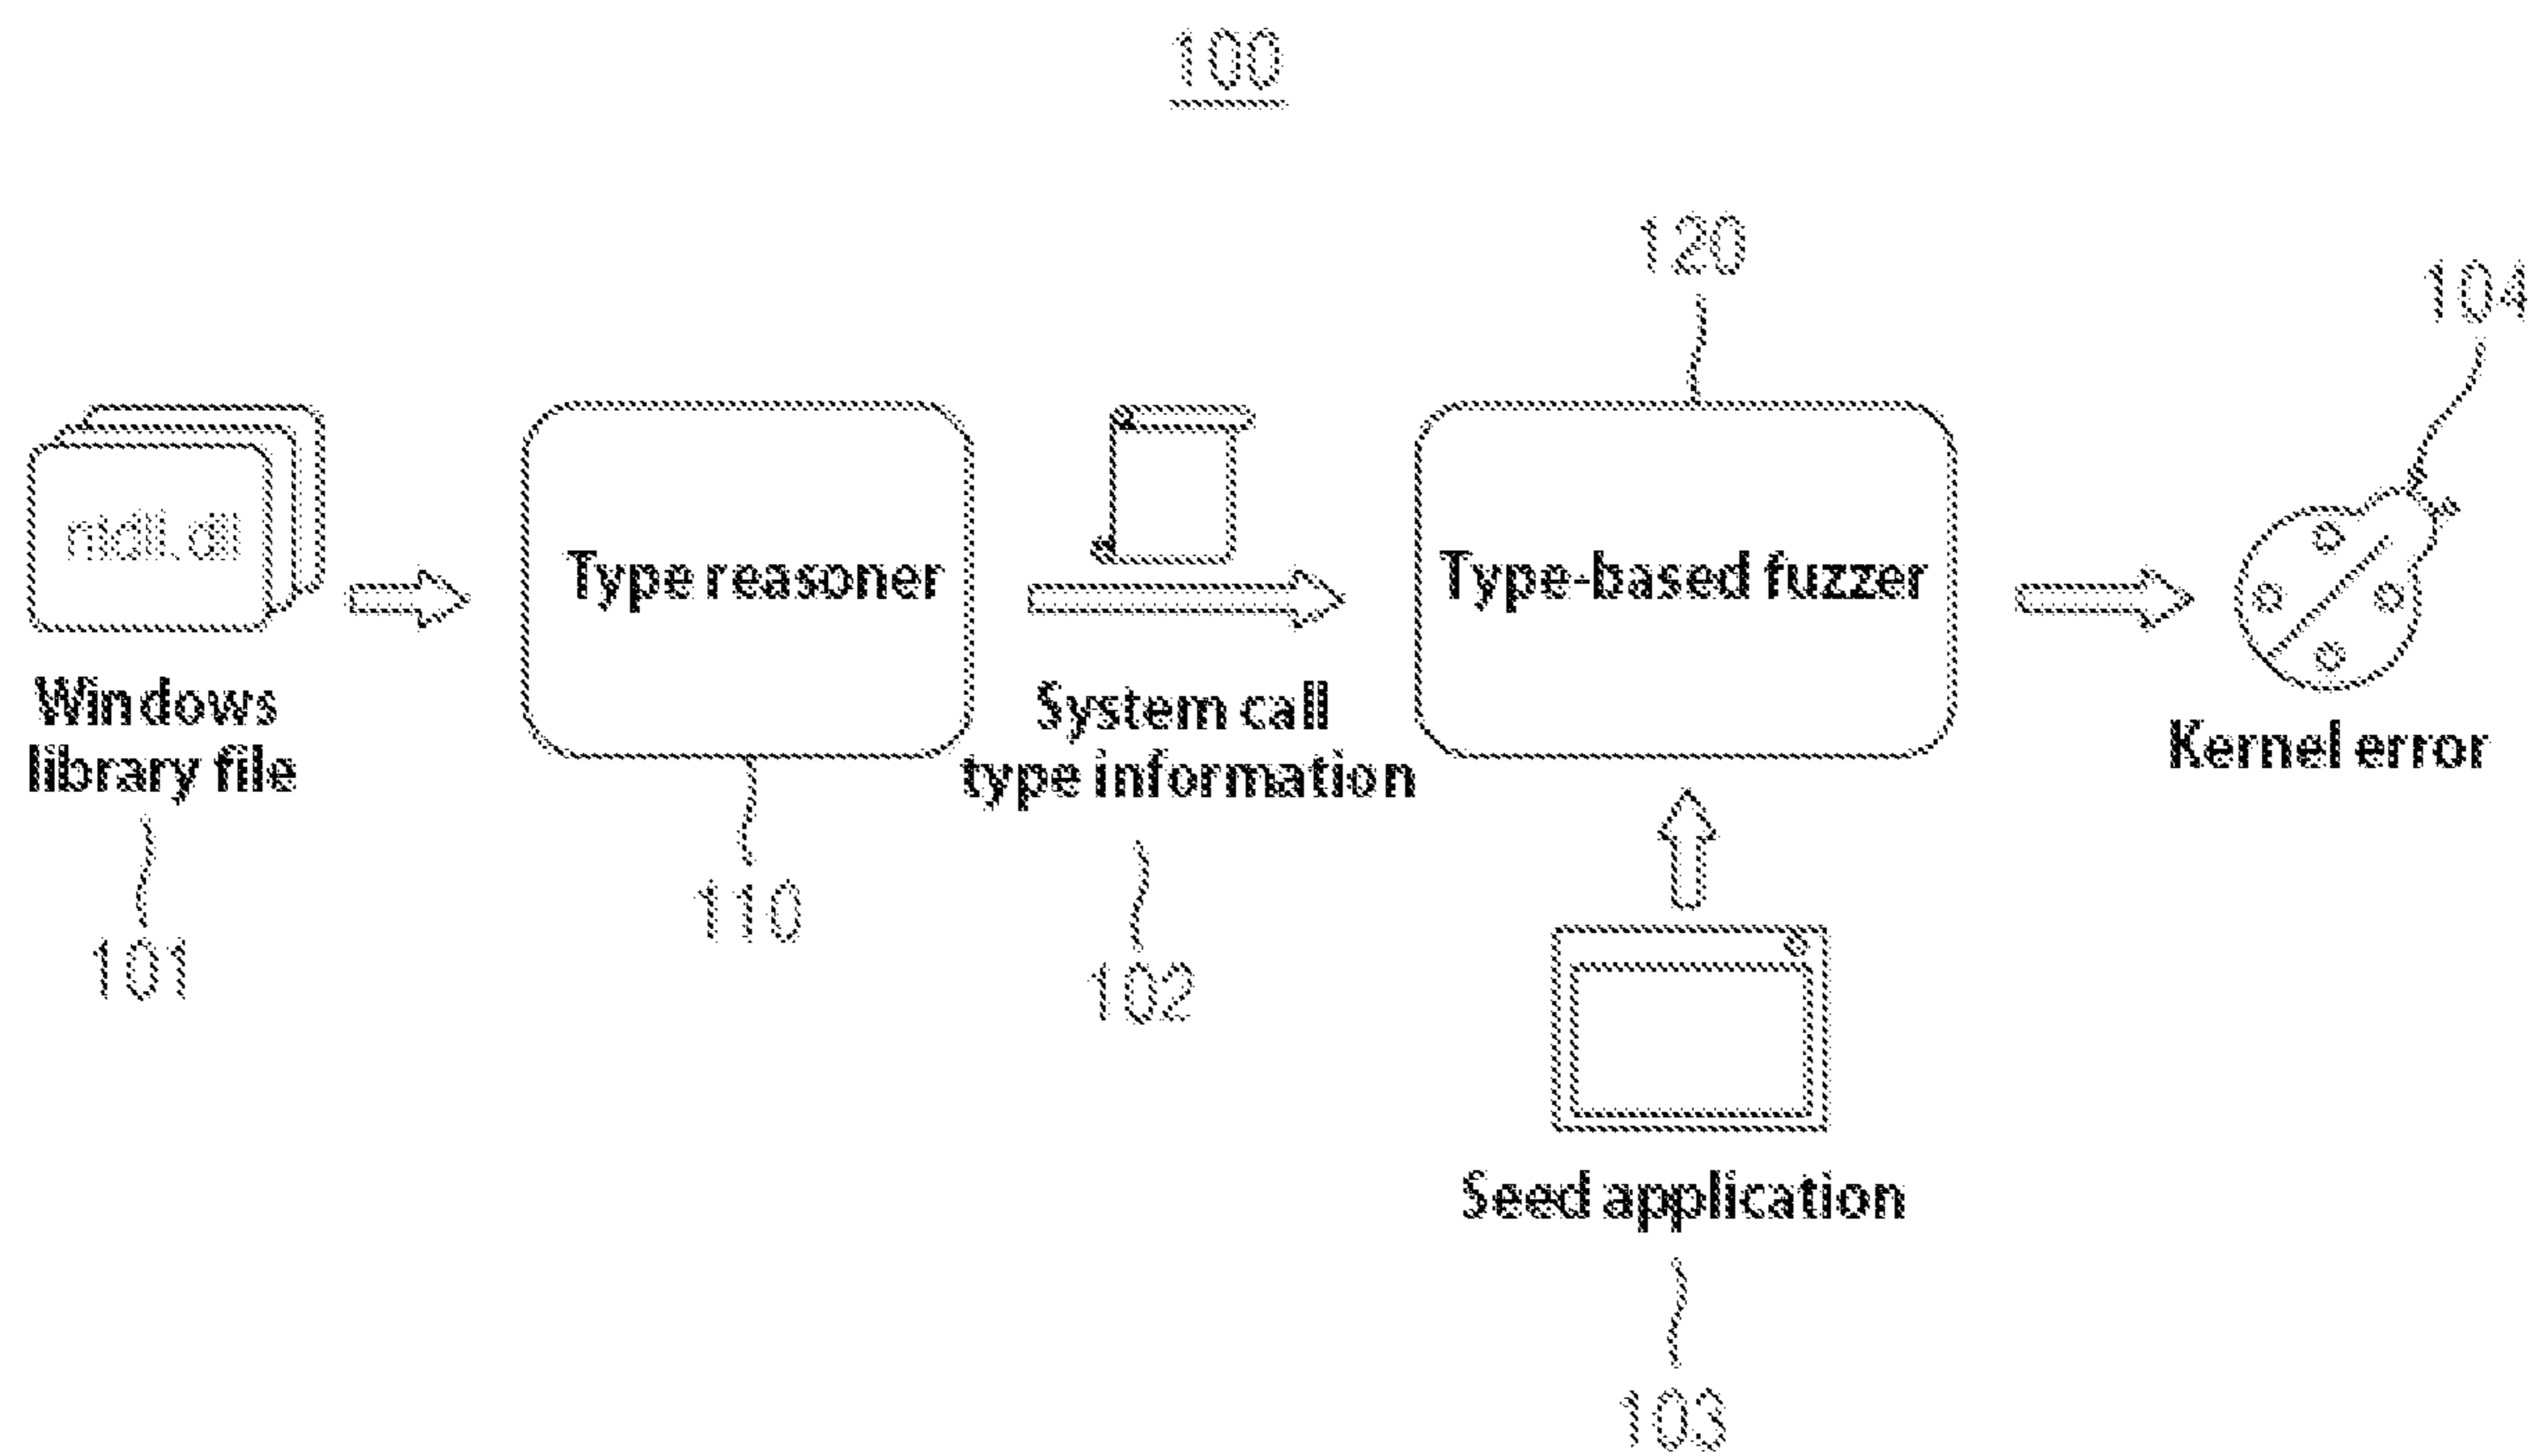 100
120
104
ntdll.dll
Type reasoner
Type-based fuzzer
Windows
library file
System call
type information
Kernel error
110
101
102
Seed application
103